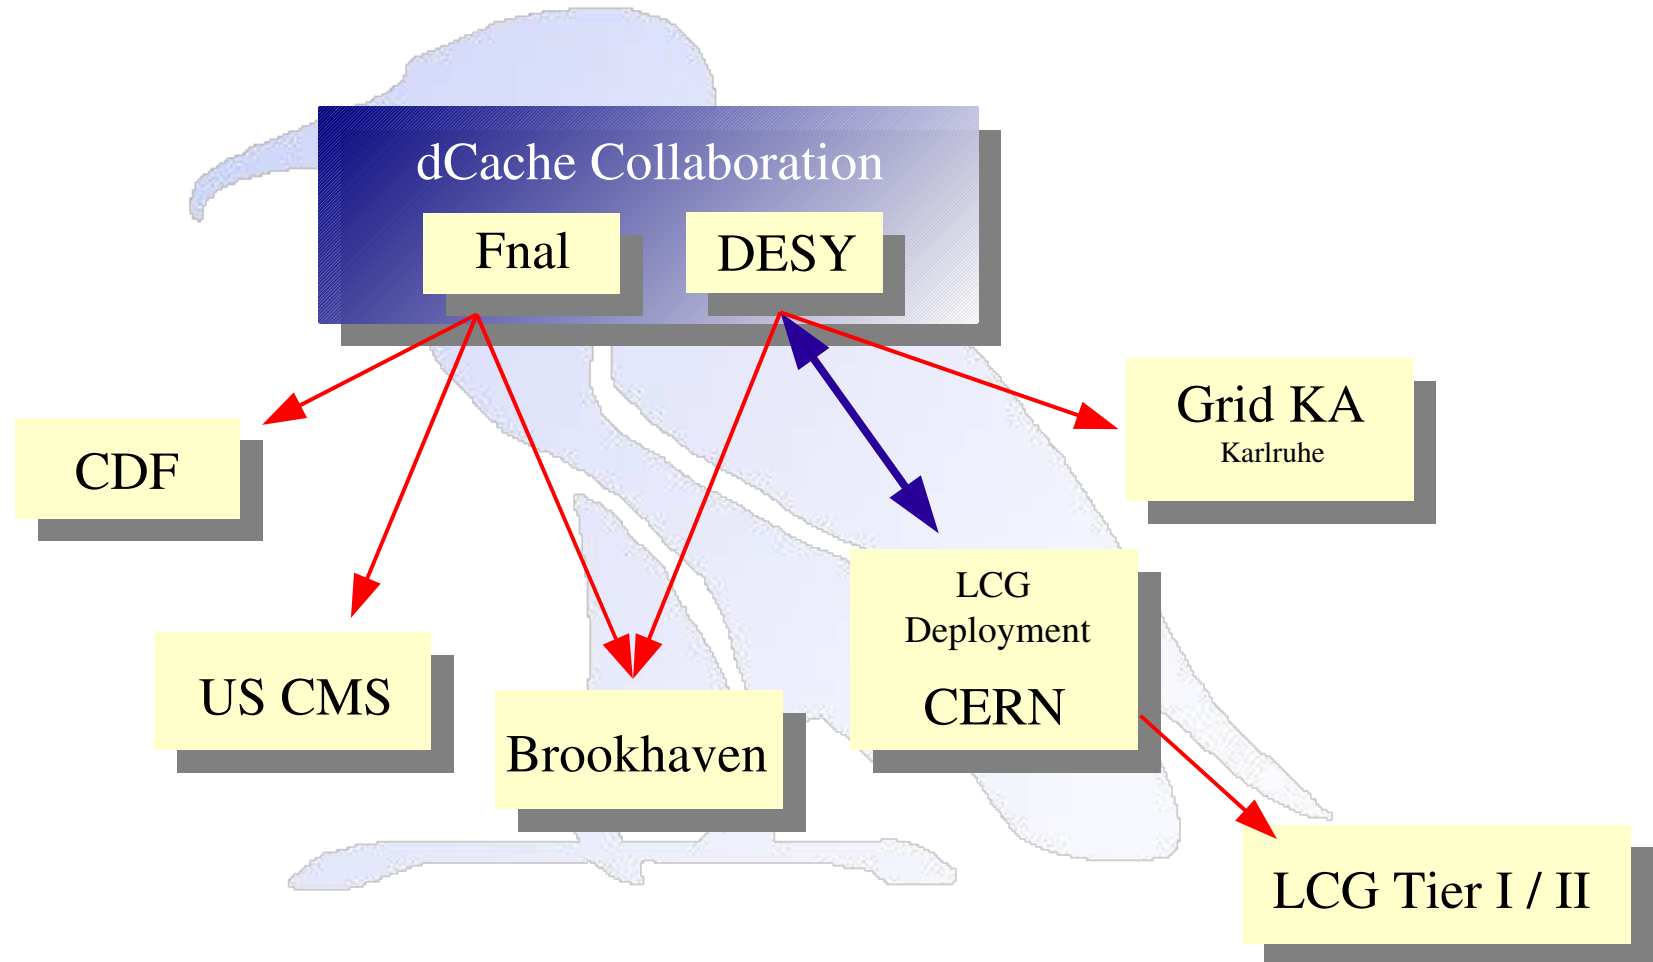 dCache Collaboration
Fnal
DESY
Grid KA
Karlruhe
CDF
LCG
Deployment
CERN
US CMS
Brookhaven
LCG Tier I / II